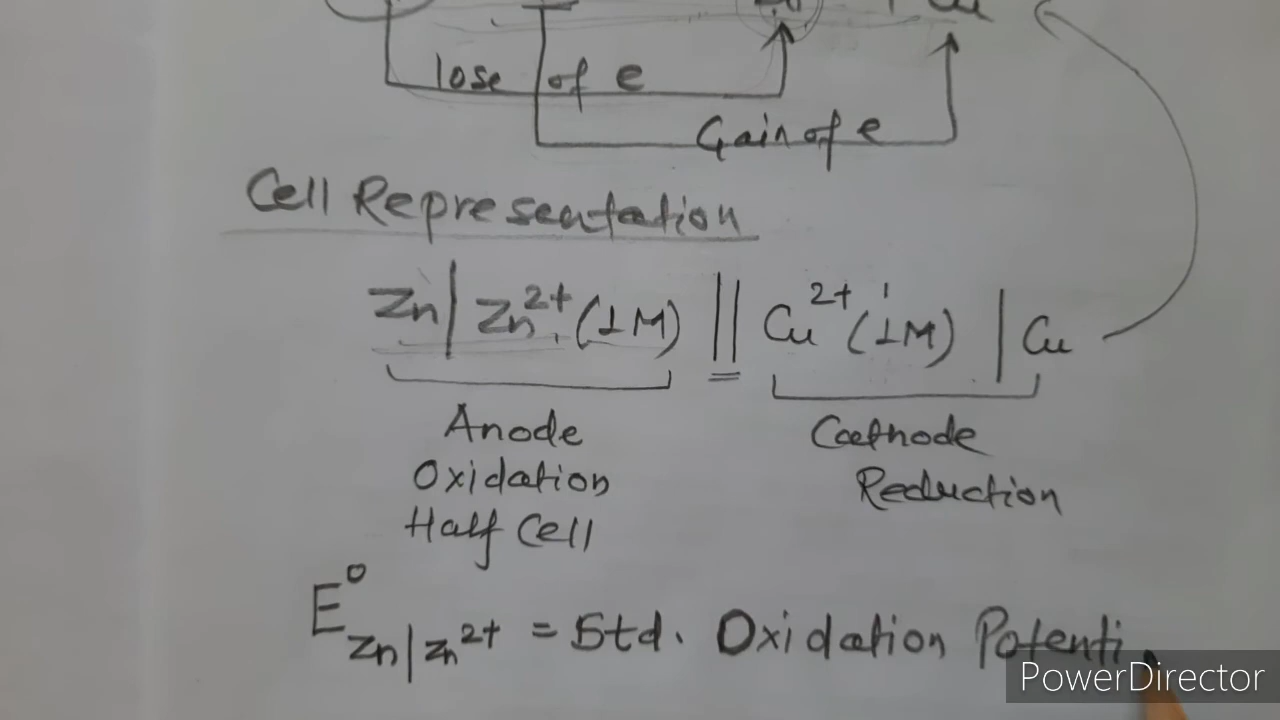 lose of e
Gain of e
Cell Representation
Zn | Zn²⁺ (1M) || Cu²⁺ (1M) | Cu
Anode Cathode
Oxidation Reduction
Half Cell
E⁰ Zn|Zn²⁺ = Std. Oxidation Potenti
PowerDirector